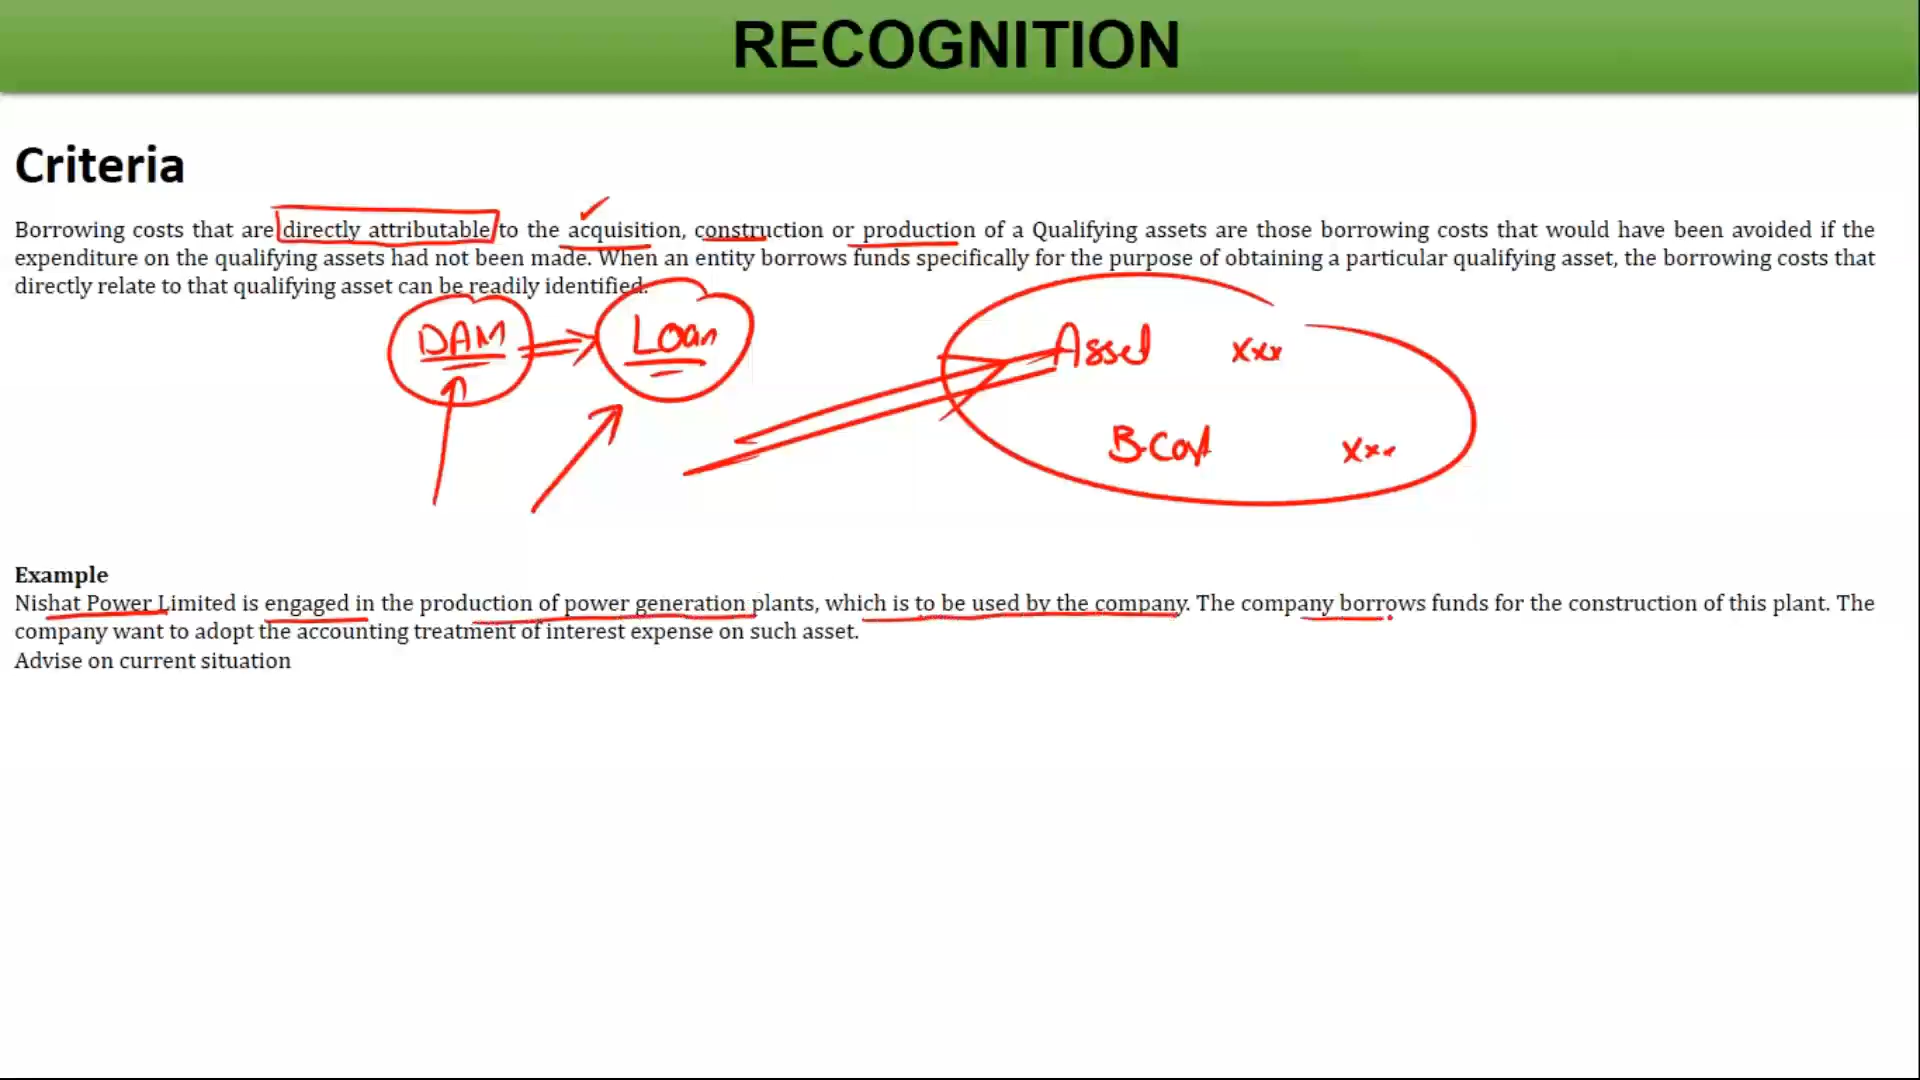 RECOGNITION
Criteria
Borrowing costs that are directly attributable to the acquisition, construction or production of a Qualifying assets are those borrowing costs that would have been avoided if the
expenditure on the qualifying assets had not been made. When an entity borrows funds specifically for the purpose of obtaining a particular qualifying asset, the borrowing costs that
directly relate to that qualifying asset can be readily identified.
DAM Loan
Asset xxx
B.Cost xxx
Example
Nishat Power Limited is engaged in the production of power generation plants, which is to be used by the company. The company borrows funds for the construction of this plant. The
company want to adopt the accounting treatment of interest expense on such asset.
Advise on current situation